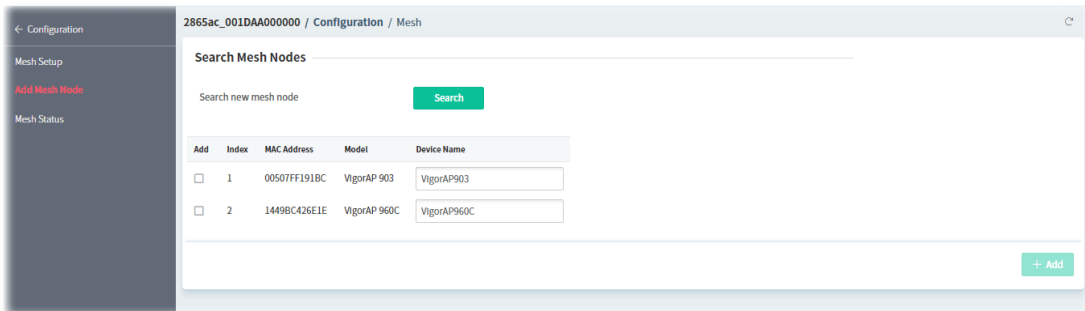 ← Configuration
Mesh Setup
Add Mesh Node
Mesh Status
2865ac_001DAA000000 / Configuration / Mesh
Search Mesh Nodes
Search new mesh node Search
Add Index MAC Address Model Device Name
1 00507FF191BC VigorAP 903 VigorAP903
2 1449BC426E1E VigorAP 960C VigorAP960C
+ Add